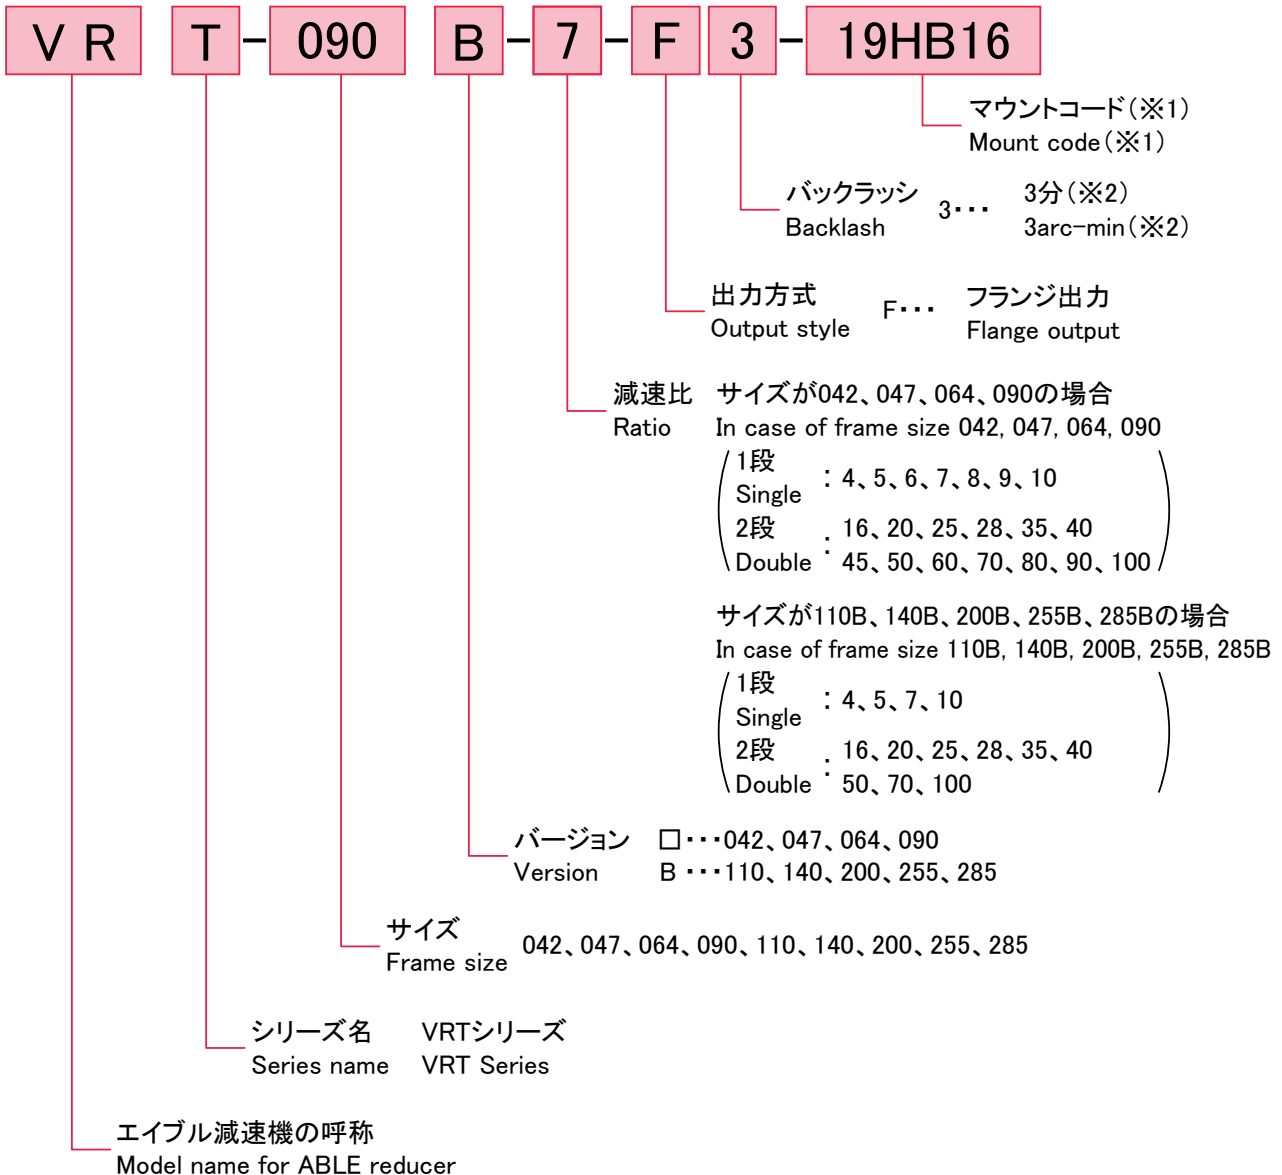 VR T-090 B-7-F 3-19HB16
マウントコード(※1)
Mount code(※1)
バックラッシ 3・・・ 3分(※2)
Backlash 3arc-min(※2)
出力方式 F・・・ フランジ出力
Output style Flange output
減速比 サイズが042、047、064、090の場合
Ratio In case of frame size 042, 047, 064, 090
1段
Single : 4、5、6、7、8、9、10
2段 : 16、20、25、28、35、40
Double 45、50、60、70、80、90、100
サイズが110B、140B、200B、255B、285Bの場合
In case of frame size 110B, 140B, 200B, 255B, 285B
1段
Single : 4、5、7、10
2段 : 16、20、25、28、35、40
Double 50、70、100
バージョン □・・・042、047、064、090
Version B・・・110、140、200、255、285
サイズ
Frame size 042、047、064、090、110、140、200、255、285
シリーズ名 VRTシリーズ
Series name VRT Series
エイブル減速機の呼称
Model name for ABLE reducer